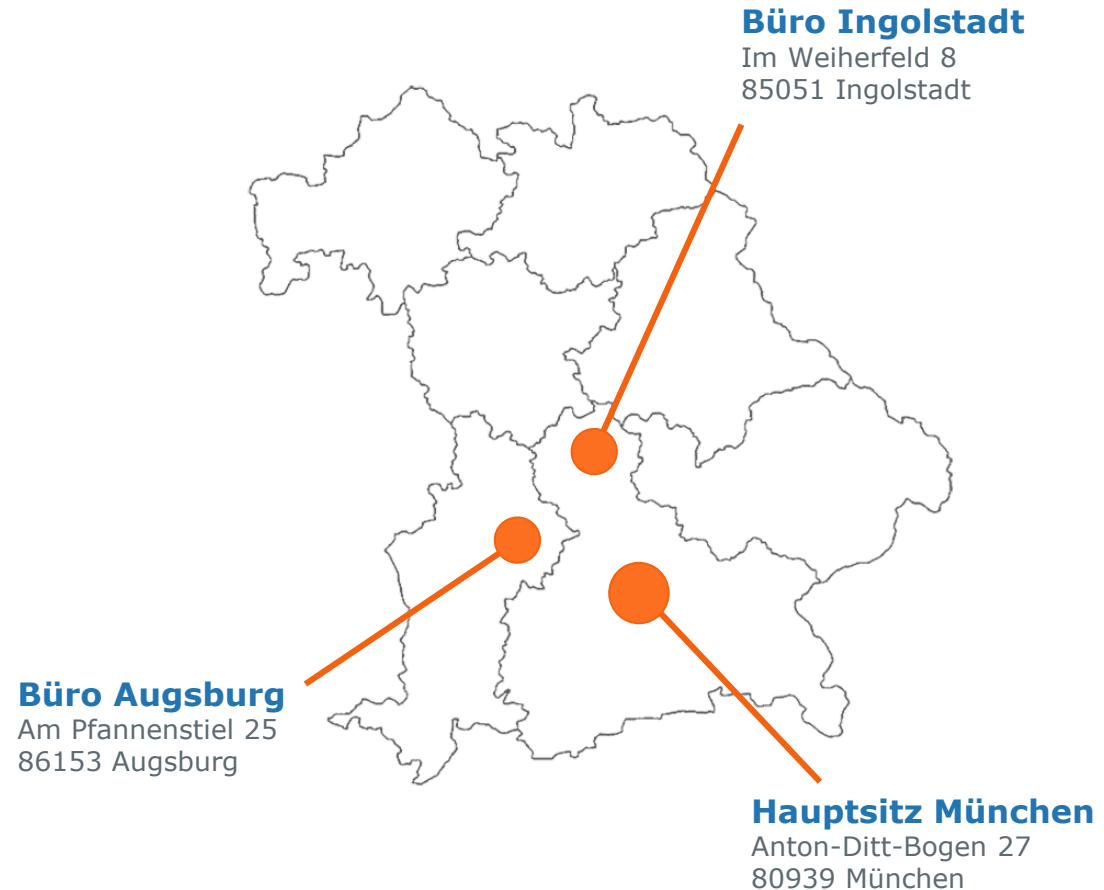 Büro Ingolstadt
Im Weiherfeld 8
85051 Ingolstadt
Büro Augsburg
Am Pfannenstiel 25
86153 Augsburg
Hauptsitz München
Anton-Ditt-Bogen 27
80939 München